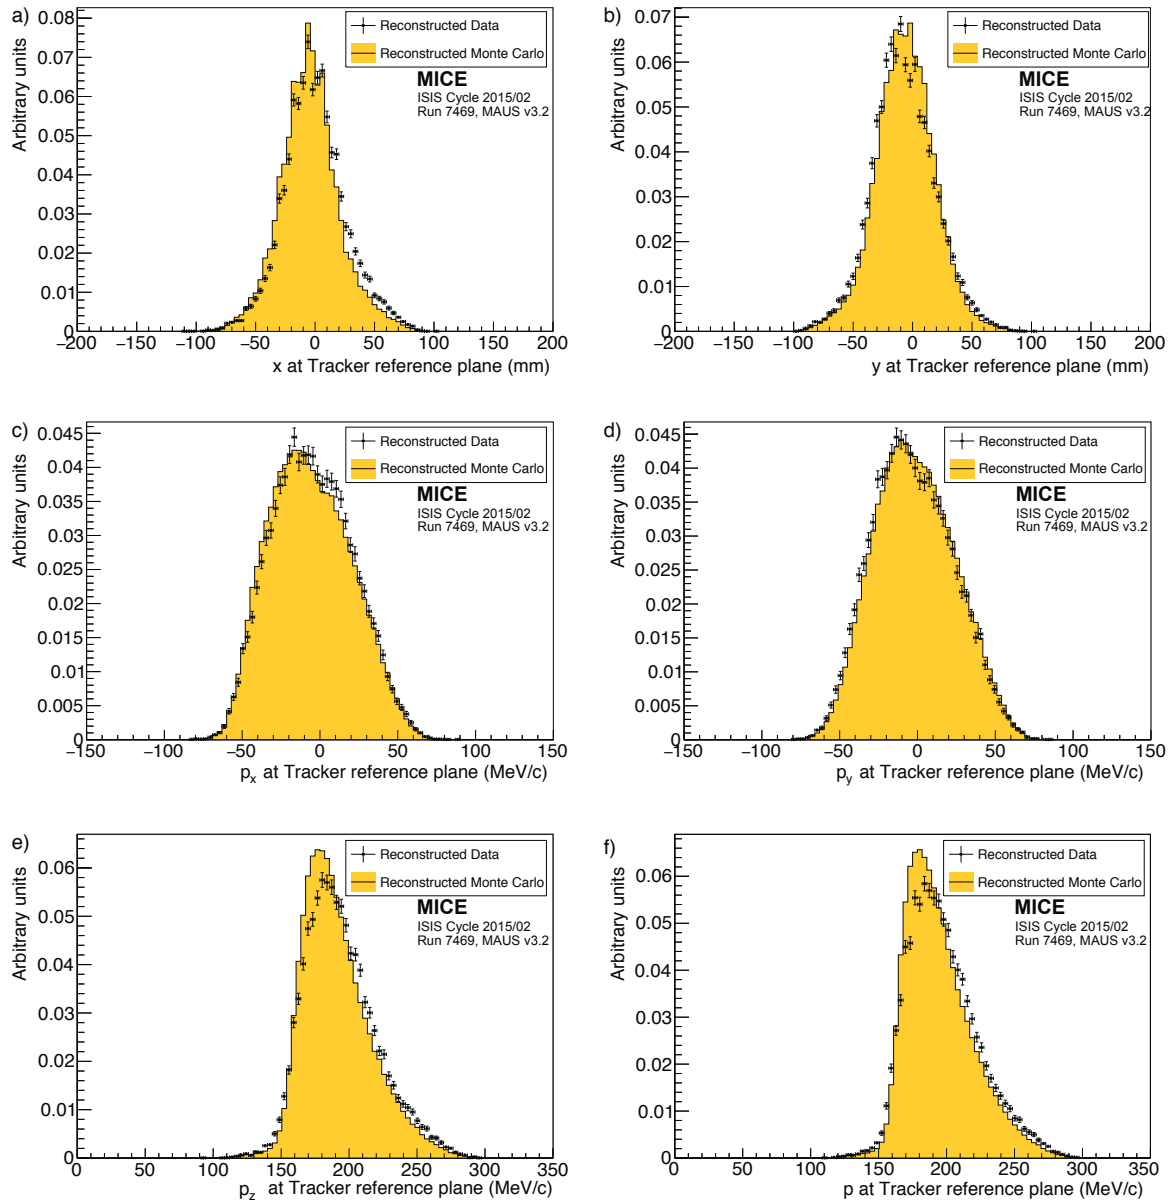 a)
0.08
0.07
0.06
0.05
0.04
0.03
0.02
0.01
0
Arbitrary units
Reconstructed Data
Reconstructed Monte Carlo
MICE
ISIS Cycle 2015/02
Run 7469, MAUS v3.2
−200 −150 −100 −50 0 50 100 150 200
x at Tracker reference plane (mm)
b)
0.07
0.06
0.05
0.04
0.03
0.02
0.01
0
Arbitrary units
Reconstructed Data
Reconstructed Monte Carlo
MICE
ISIS Cycle 2015/02
Run 7469, MAUS v3.2
−200 −150 −100 −50 0 50 100 150 200
y at Tracker reference plane (mm)
c)
0.045
0.04
0.035
0.03
0.025
0.02
0.015
0.01
0.005
0
Arbitrary units
Reconstructed Data
Reconstructed Monte Carlo
MICE
ISIS Cycle 2015/02
Run 7469, MAUS v3.2
−150 −100 −50 0 50 100 150
p_x at Tracker reference plane (MeV/c)
d)
0.045
0.04
0.035
0.03
0.025
0.02
0.015
0.01
0.005
0
Arbitrary units
Reconstructed Data
Reconstructed Monte Carlo
MICE
ISIS Cycle 2015/02
Run 7469, MAUS v3.2
−150 −100 −50 0 50 100 150
p_y at Tracker reference plane (MeV/c)
e)
0.06
0.05
0.04
0.03
0.02
0.01
0
Arbitrary units
Reconstructed Data
Reconstructed Monte Carlo
MICE
ISIS Cycle 2015/02
Run 7469, MAUS v3.2
0 50 100 150 200 250 300 350
p_z at Tracker reference plane (MeV/c)
f)
0.06
0.05
0.04
0.03
0.02
0.01
0
Arbitrary units
Reconstructed Data
Reconstructed Monte Carlo
MICE
ISIS Cycle 2015/02
Run 7469, MAUS v3.2
0 50 100 150 200 250 300 350
p at Tracker reference plane (MeV/c)